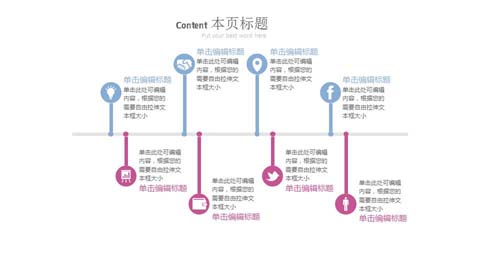 Content 本页标题
Put your best word here
单击编辑标题
单击此处可编辑
内容，根据您的
需要自由拉伸文
本框大小
单击编辑标题
单击此处可编辑
内容，根据您的
需要自由拉伸文
本框大小
单击编辑标题
单击此处可编辑
内容，根据您的
需要自由拉伸文
本框大小
单击编辑标题
单击此处可编辑
内容，根据您的
需要自由拉伸文
本框大小
单击此处可编辑
内容，根据您的
需要自由拉伸文
本框大小
单击编辑标题
单击此处可编辑
内容，根据您的
需要自由拉伸文
本框大小
单击编辑标题
单击此处可编辑
内容，根据您的
需要自由拉伸文
本框大小
单击编辑标题
单击此处可编辑
内容，根据您的
需要自由拉伸文
本框大小
单击编辑标题